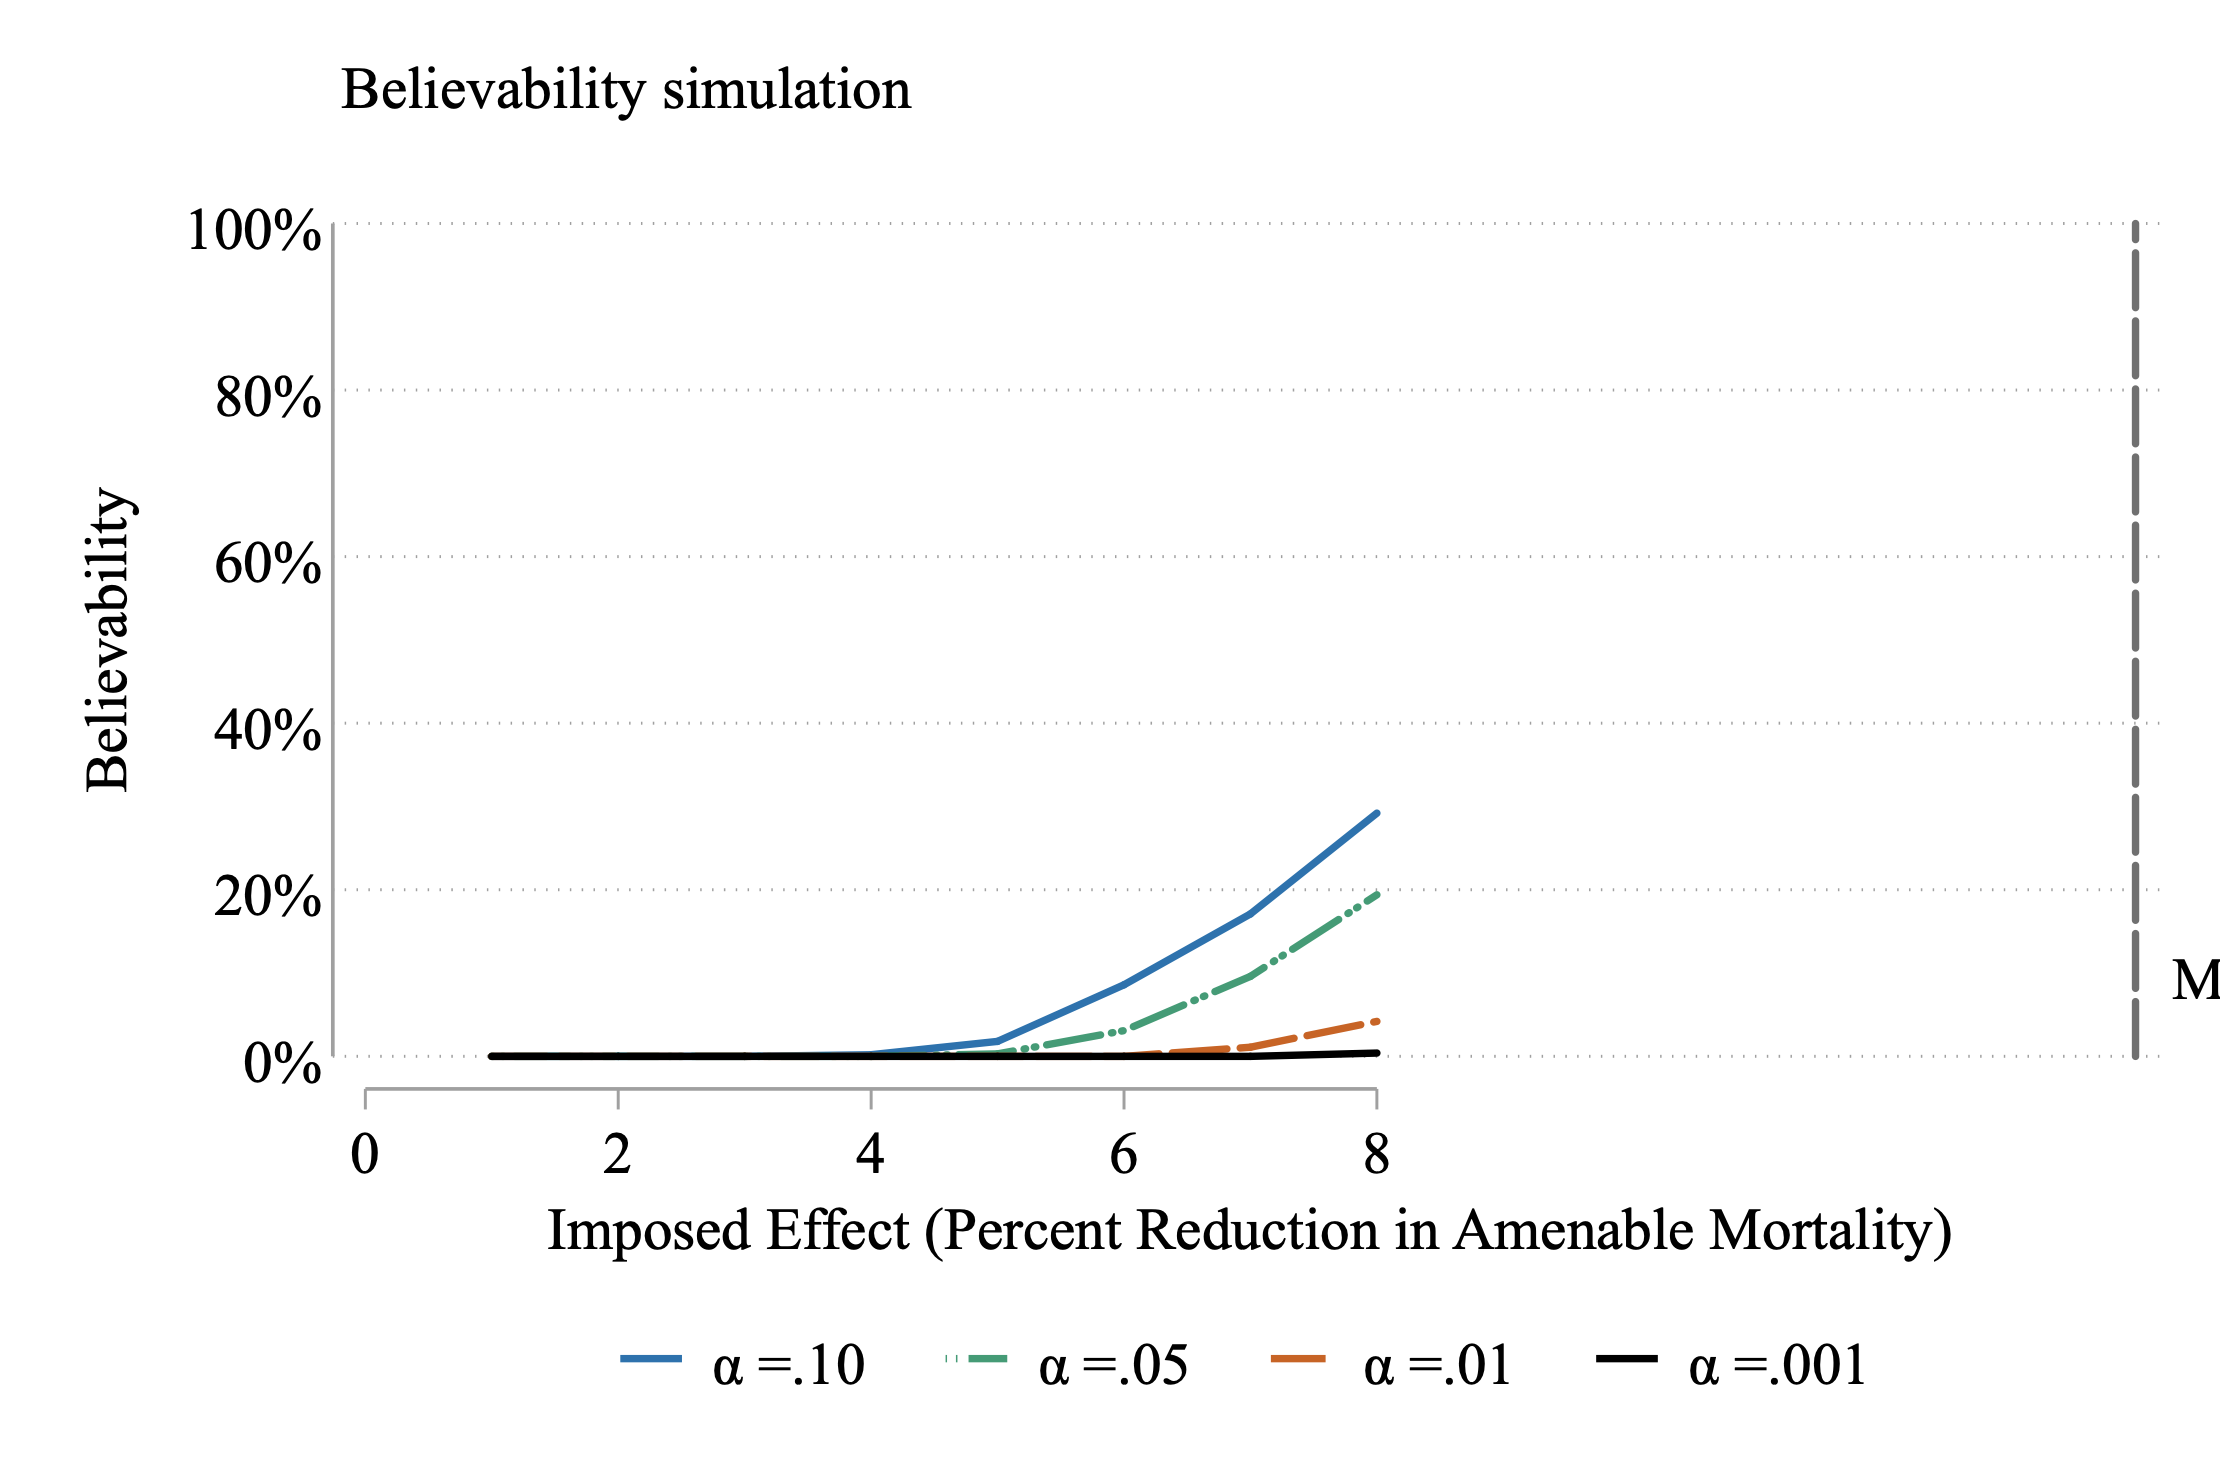 Believability simulation
100%
80%
60%
40%
20%
0%
Believability
M
0 2 4 6 8
Imposed Effect (Percent Reduction in Amenable Mortality)
α =.10 α =.05 α =.01 α =.001